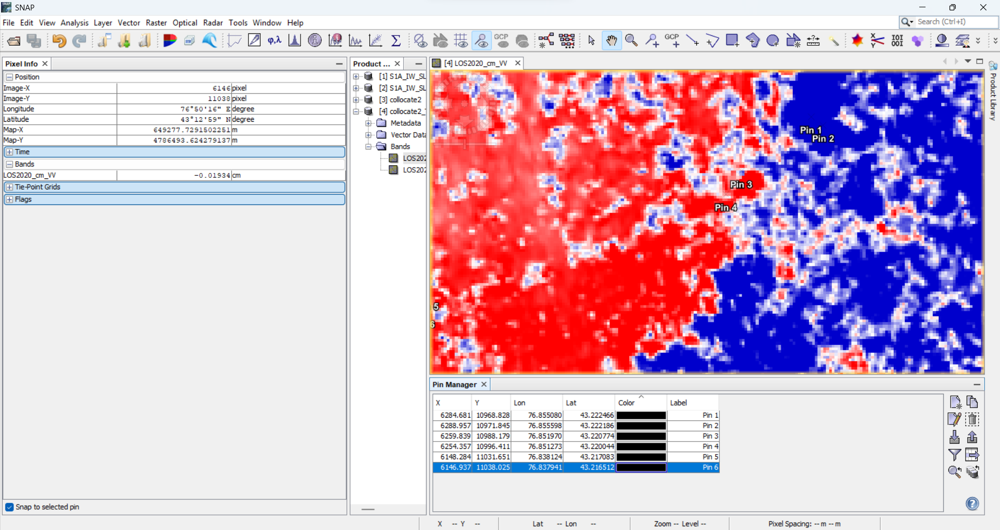 SNAP
File Edit View Analysis Layer Vector Raster Optical Radar Tools Window Help
Search (Ctrl+I)
Pixel Info
Position
Image-X 6146 pixel
Image-Y 11038 pixel
Longitude 76°50'16" E degree
Latitude 43°12'59" N degree
Map-X 649277.7291502251 m
Map-Y 4786493.624279137 m
Time
Bands
LOS2020_cm_VV -0.01934 cm
Tie-Point Grids
Flags
Snap to selected pin
Product ...
[1] S1A_IW_SL
[2] S1A_IW_SL
[3] collocate2
[4] collocate2_
Metadata
Vector Data
Bands
LOS202
LOS202
[4] LOS2020_cm_VV
Pin 1
Pin 2
Pin 3
Pin 4
5
6
Product Library
Pin Manager
X Y Lon Lat Color Label
6284.681 10968.828 76.855080 43.222466 Pin 1
6288.957 10971.845 76.855598 43.222186 Pin 2
6259.839 10988.179 76.851970 43.220774 Pin 3
6254.357 10996.411 76.851273 43.220044 Pin 4
6148.284 11031.651 76.838124 43.217083 Pin 5
6146.937 11038.025 76.837941 43.216512 Pin 6
X -- Y -- Lat -- Lon -- Zoom -- Level -- Pixel Spacing: -- m -- m